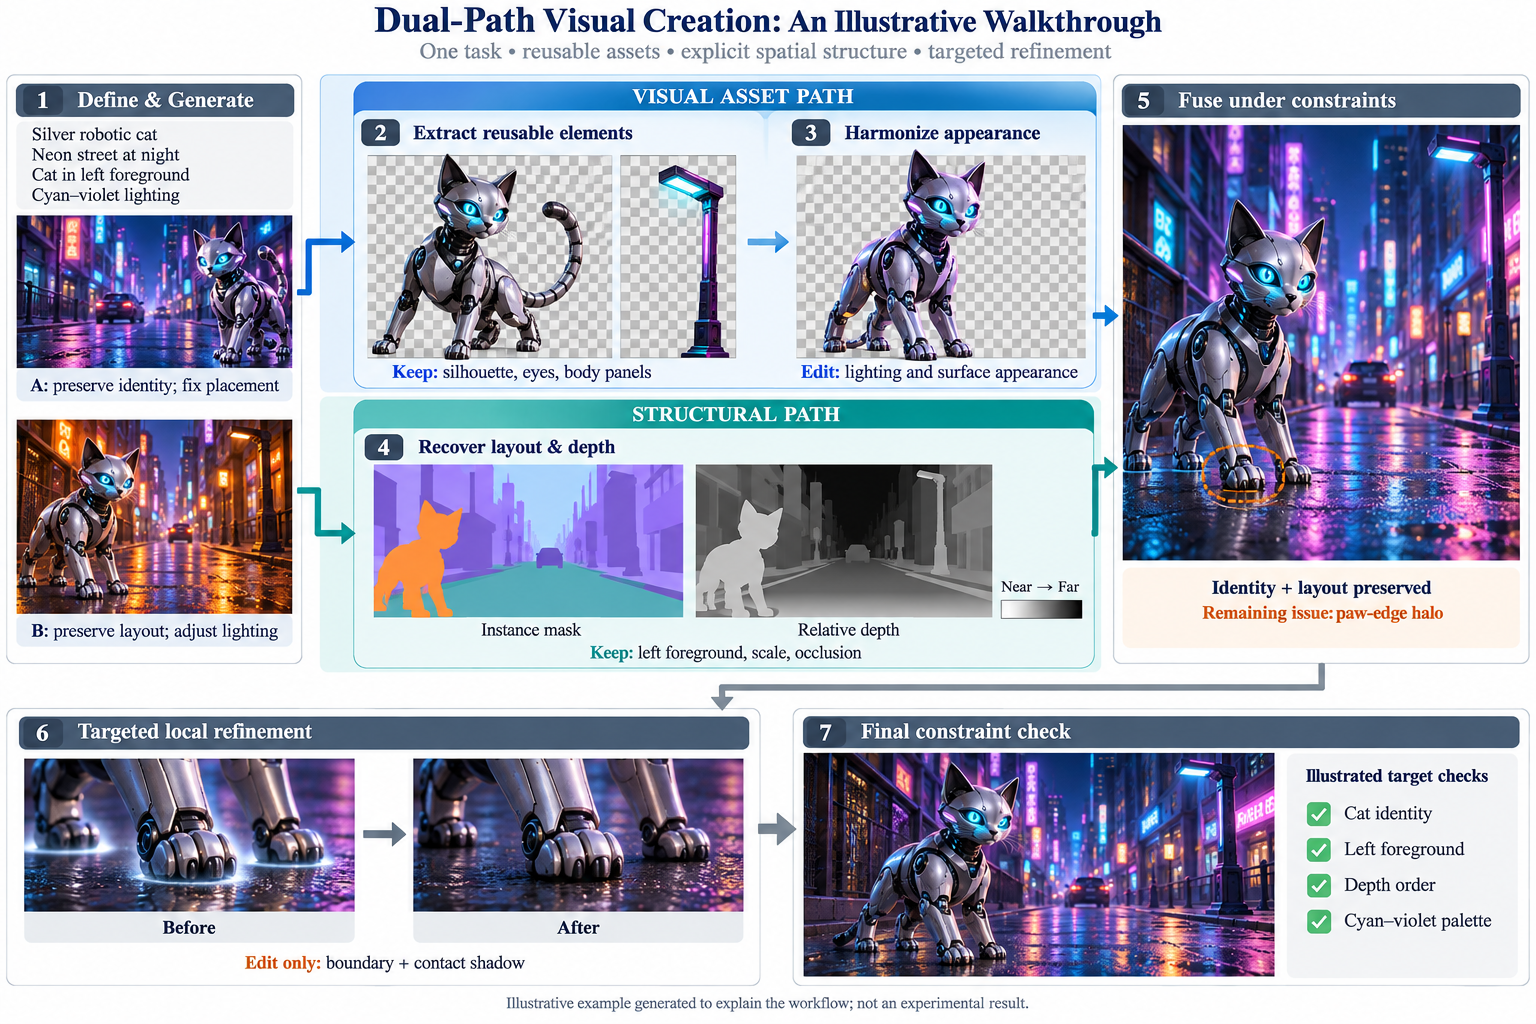 Dual-Path Visual Creation: An Illustrative Walkthrough
One task • reusable assets • explicit spatial structure • targeted refinement
1 Define & Generate
Silver robotic cat
Neon street at night
Cat in left foreground
Cyan–violet lighting
A: preserve identity; fix placement
B: preserve layout; adjust lighting
VISUAL ASSET PATH
2 Extract reusable elements
Keep: silhouette, eyes, body panels
3 Harmonize appearance
Edit: lighting and surface appearance
STRUCTURAL PATH
4 Recover layout & depth
Instance mask
Relative depth
Near → Far
Keep: left foreground, scale, occlusion
5 Fuse under constraints
Identity + layout preserved
Remaining issue: paw-edge halo
6 Targeted local refinement
Before
After
Edit only: boundary + contact shadow
7 Final constraint check
Illustrated target checks
Cat identity
Left foreground
Depth order
Cyan–violet palette
Illustrative example generated to explain the workflow; not an experimental result.